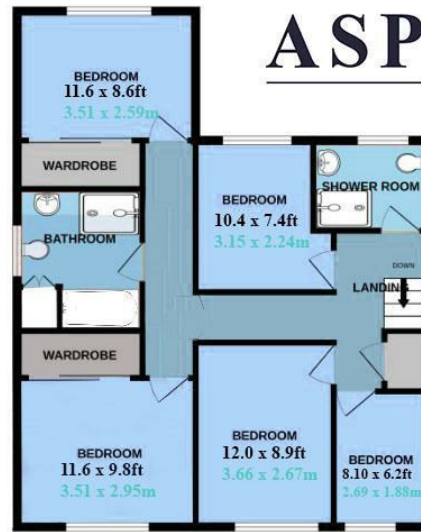 ASP
BEDROOM
11.6 x 8.6ft
3.51 x 2.59m
WARDROBE
BEDROOM
10.4 x 7.4ft
3.15 x 2.24m
SHOWER ROOM
BATHROOM
DOWN
LANDING
WARDROBE
BEDROOM
11.6 x 9.8ft
3.51 x 2.95m
BEDROOM
12.0 x 8.9ft
3.66 x 2.67m
BEDROOM
8.10 x 6.2ft
2.69 x 1.88m